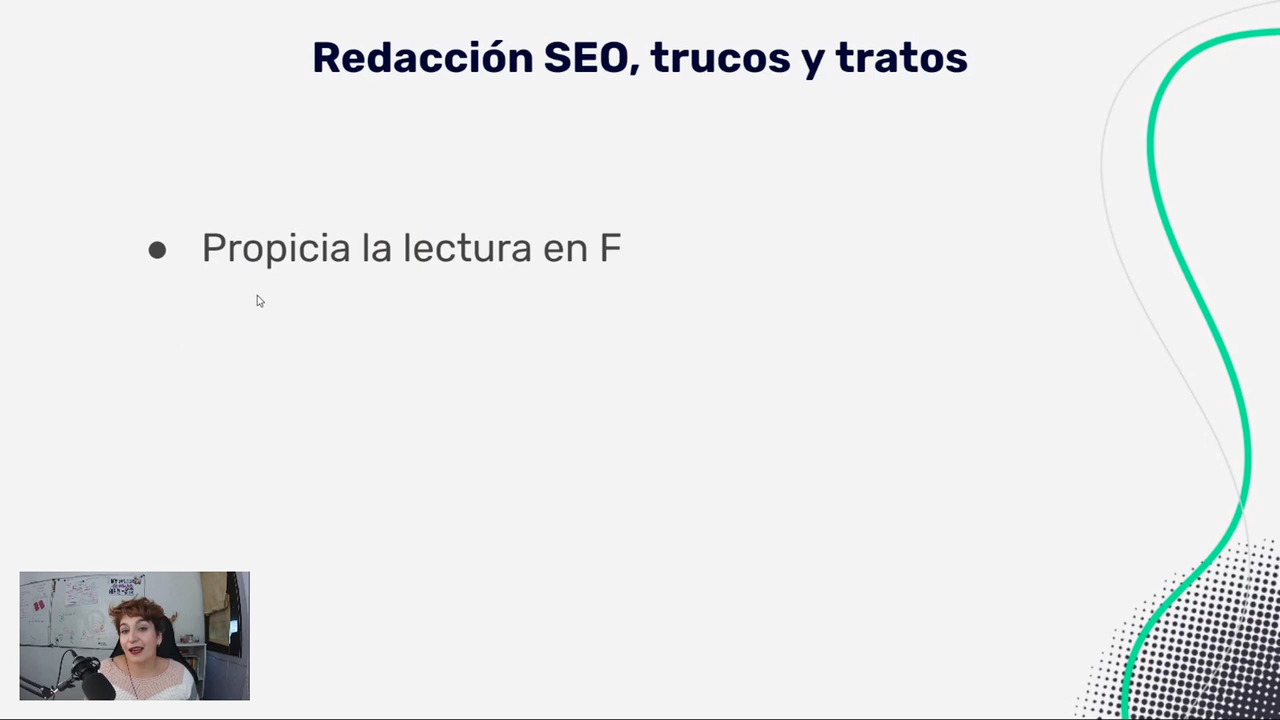 Redacción SEO, trucos y tratos
● Propicia la lectura en F